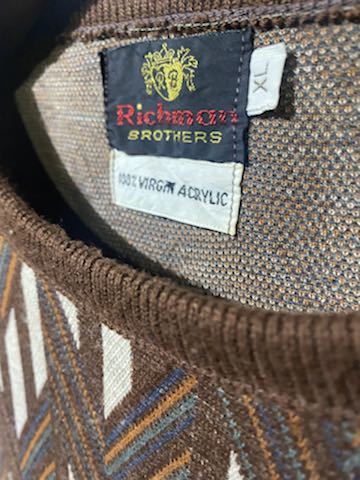 Richman
BROTHERS
XL
100% VIRGIN ACRYLIC